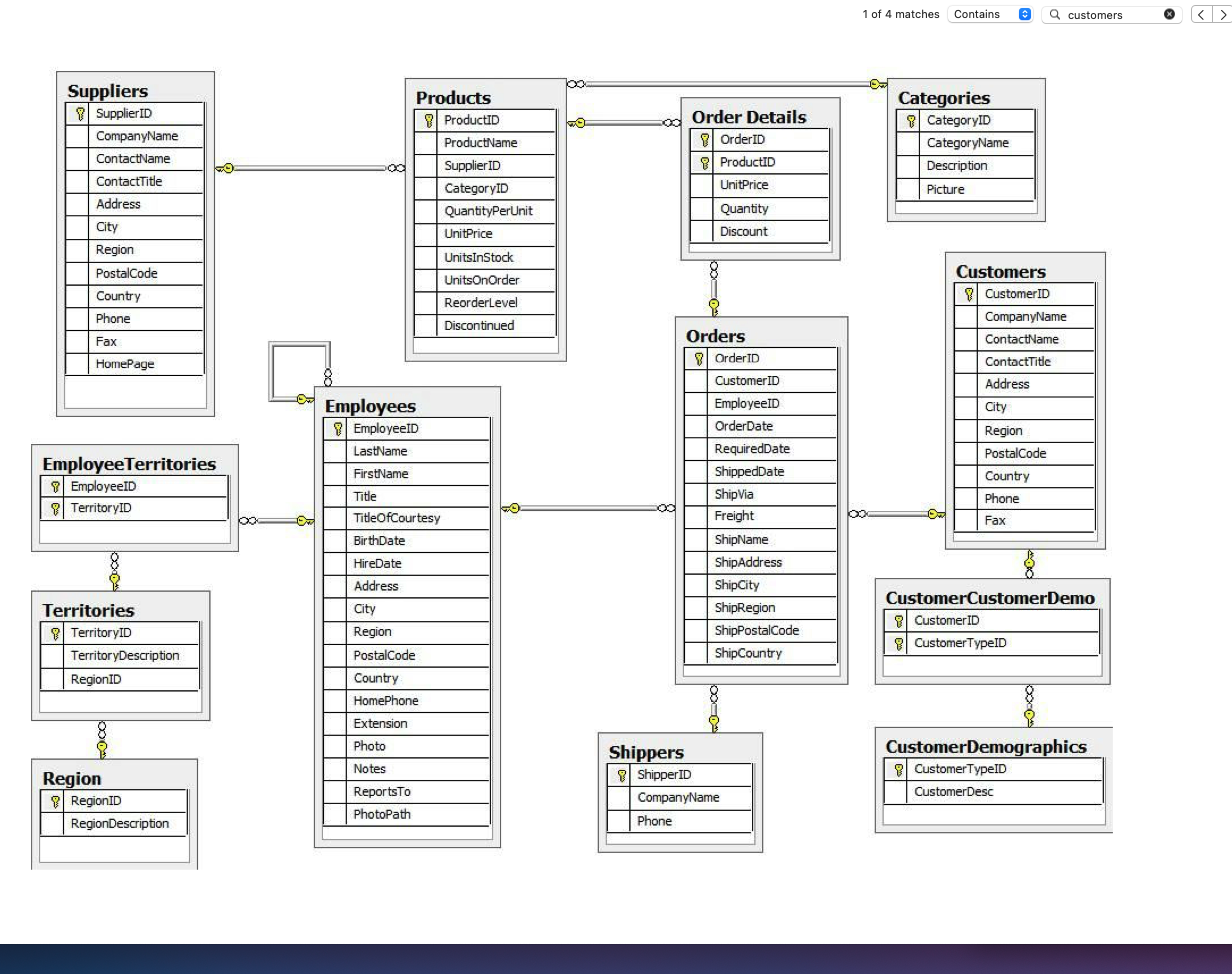 1 of 4 matches
Contains
customers
Suppliers
SupplierID
CompanyName
ContactName
ContactTitle
Address
City
Region
PostalCode
Country
Phone
Fax
HomePage
Products
ProductID
ProductName
SupplierID
CategoryID
QuantityPerUnit
UnitPrice
UnitsInStock
UnitsOnOrder
ReorderLevel
Discontinued
Order Details
OrderID
ProductID
UnitPrice
Quantity
Discount
Categories
CategoryID
CategoryName
Description
Picture
Customers
CustomerID
CompanyName
ContactName
ContactTitle
Address
City
Region
PostalCode
Country
Phone
Fax
Orders
OrderID
CustomerID
EmployeeID
OrderDate
RequiredDate
ShippedDate
ShipVia
Freight
ShipName
ShipAddress
ShipCity
ShipRegion
ShipPostalCode
ShipCountry
Employees
EmployeeID
LastName
FirstName
Title
TitleOfCourtesy
BirthDate
HireDate
Address
City
Region
PostalCode
Country
HomePhone
Extension
Photo
Notes
ReportsTo
PhotoPath
EmployeeTerritories
EmployeeID
TerritoryID
Territories
TerritoryID
TerritoryDescription
RegionID
Region
RegionID
RegionDescription
Shippers
ShipperID
CompanyName
Phone
CustomerCustomerDemo
CustomerID
CustomerTypeID
CustomerDemographics
CustomerTypeID
CustomerDesc